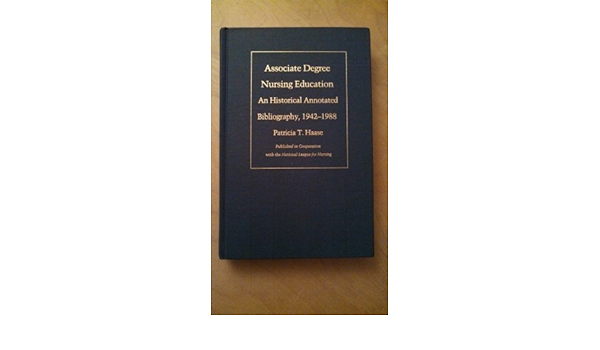 Associate Degree
Nursing Education
An Historical Annotated
Bibliography, 1942–1988
Patricia T. Haase
Published in Cooperation
with the National League for Nursing